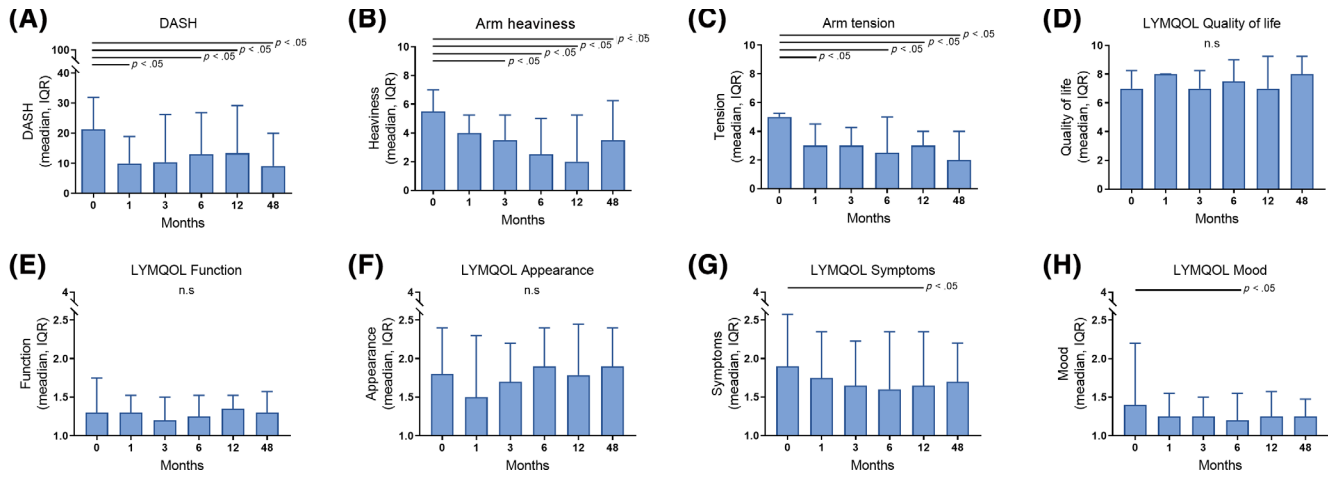 (A)
DASH
p < .05
p < .05
p < .05
p < .05
100
40
30
20
10
0
DASH
(meadian, IQR)
0 1 3 6 12 48
Months
(B)
Arm heaviness
p < .05
p < .05
p < .05
p < .05
10
8
6
4
2
0
Heaviness
(meadian, IQR)
0 1 3 6 12 48
Months
(C)
Arm tension
p < .05
p < .05
p < .05
p < .05
10
8
6
4
2
0
Tension
(meadian, IQR)
0 1 3 6 12 48
Months
(D)
LYMQOL Quality of life
n.s
10
8
6
4
2
0
Quality of life
(meadian, IQR)
0 1 3 6 12 48
Months
(E)
LYMQOL Function
n.s
4
2.5
2.0
1.5
1.0
Function
(meadian, IQR)
0 1 3 6 12 48
Months
(F)
LYMQOL Appearance
n.s
4
2.5
2.0
1.5
1.0
Appearance
(meadian, IQR)
0 1 3 6 12 48
Months
(G)
LYMQOL Symptoms
p < .05
4
2.5
2.0
1.5
1.0
Symptoms
(meadian, IQR)
0 1 3 6 12 48
Months
(H)
LYMQOL Mood
p < .05
4
2.5
2.0
1.5
1.0
Mood
(meadian, IQR)
0 1 3 6 12 48
Months